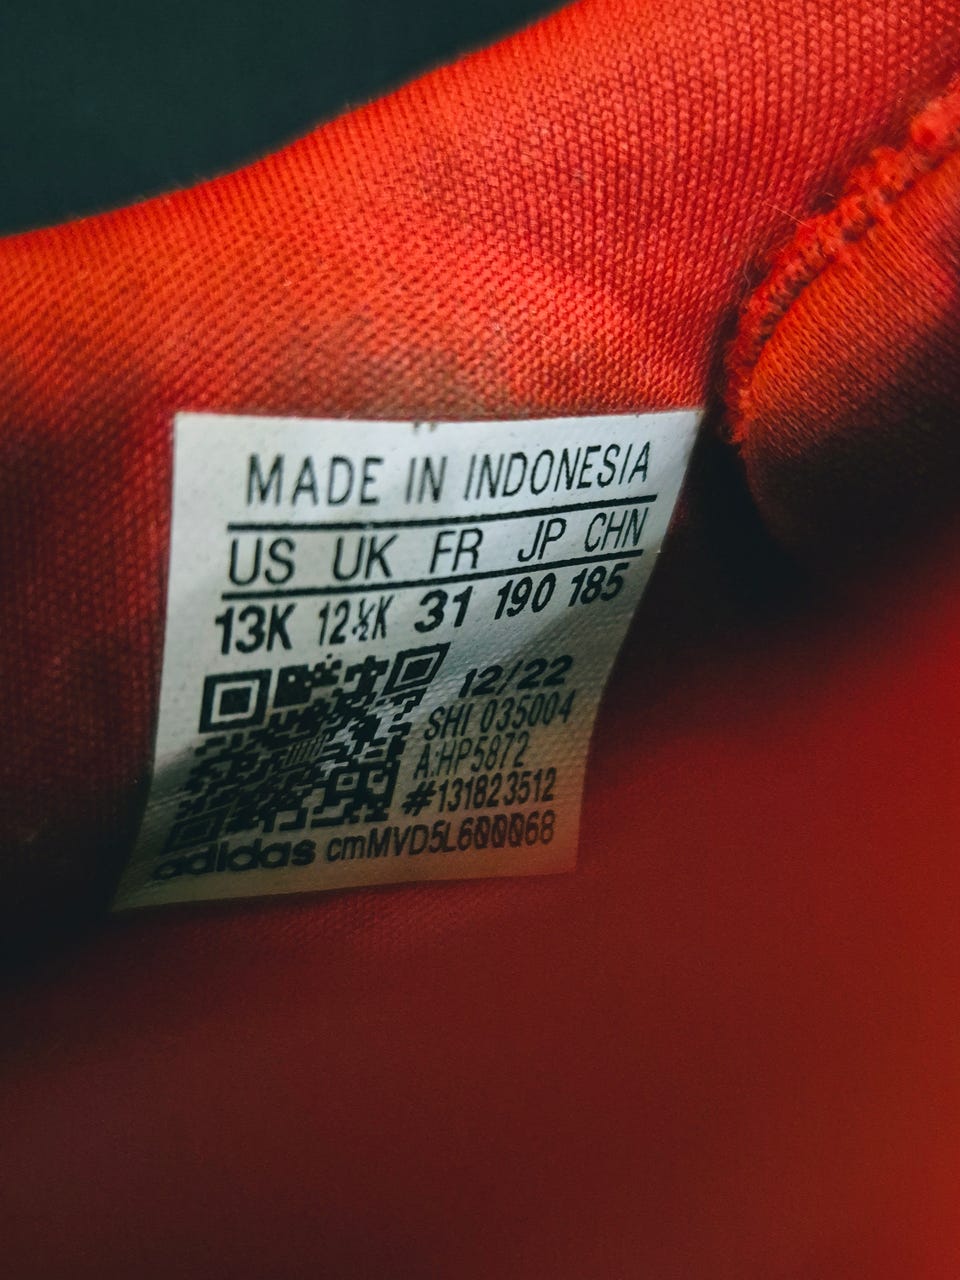 MADE IN INDONESIA
US UK FR JP CHN
13K 12½K 31 190 185
12/22
SHI 035004
A:HP5872
#131823512
adidas cmMVD5L600068